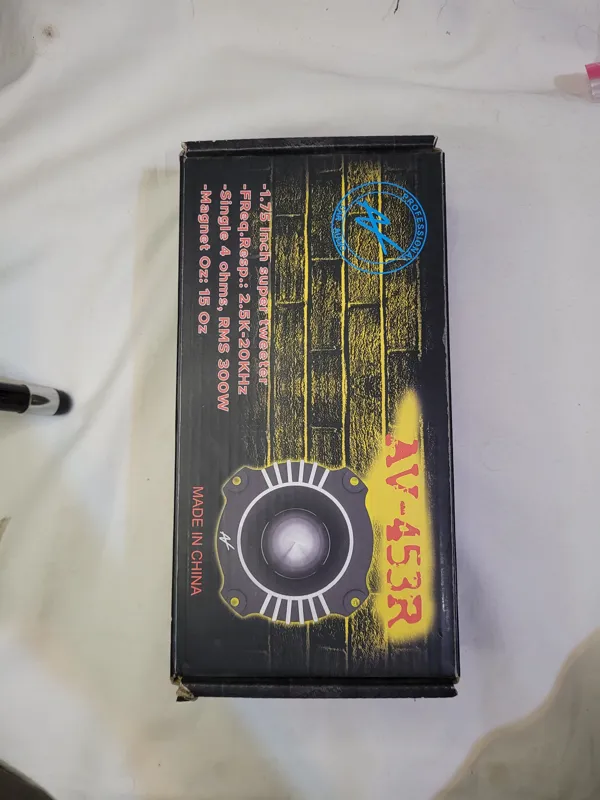 PROFESSIONAL
AV-453R
-1.75 Inch super tweeter
-FReq.Resp.: 2.5K-20KHz
-Single 4 ohms, RMS 300W
-Magnet Oz: 15 Oz
MADE IN CHINA